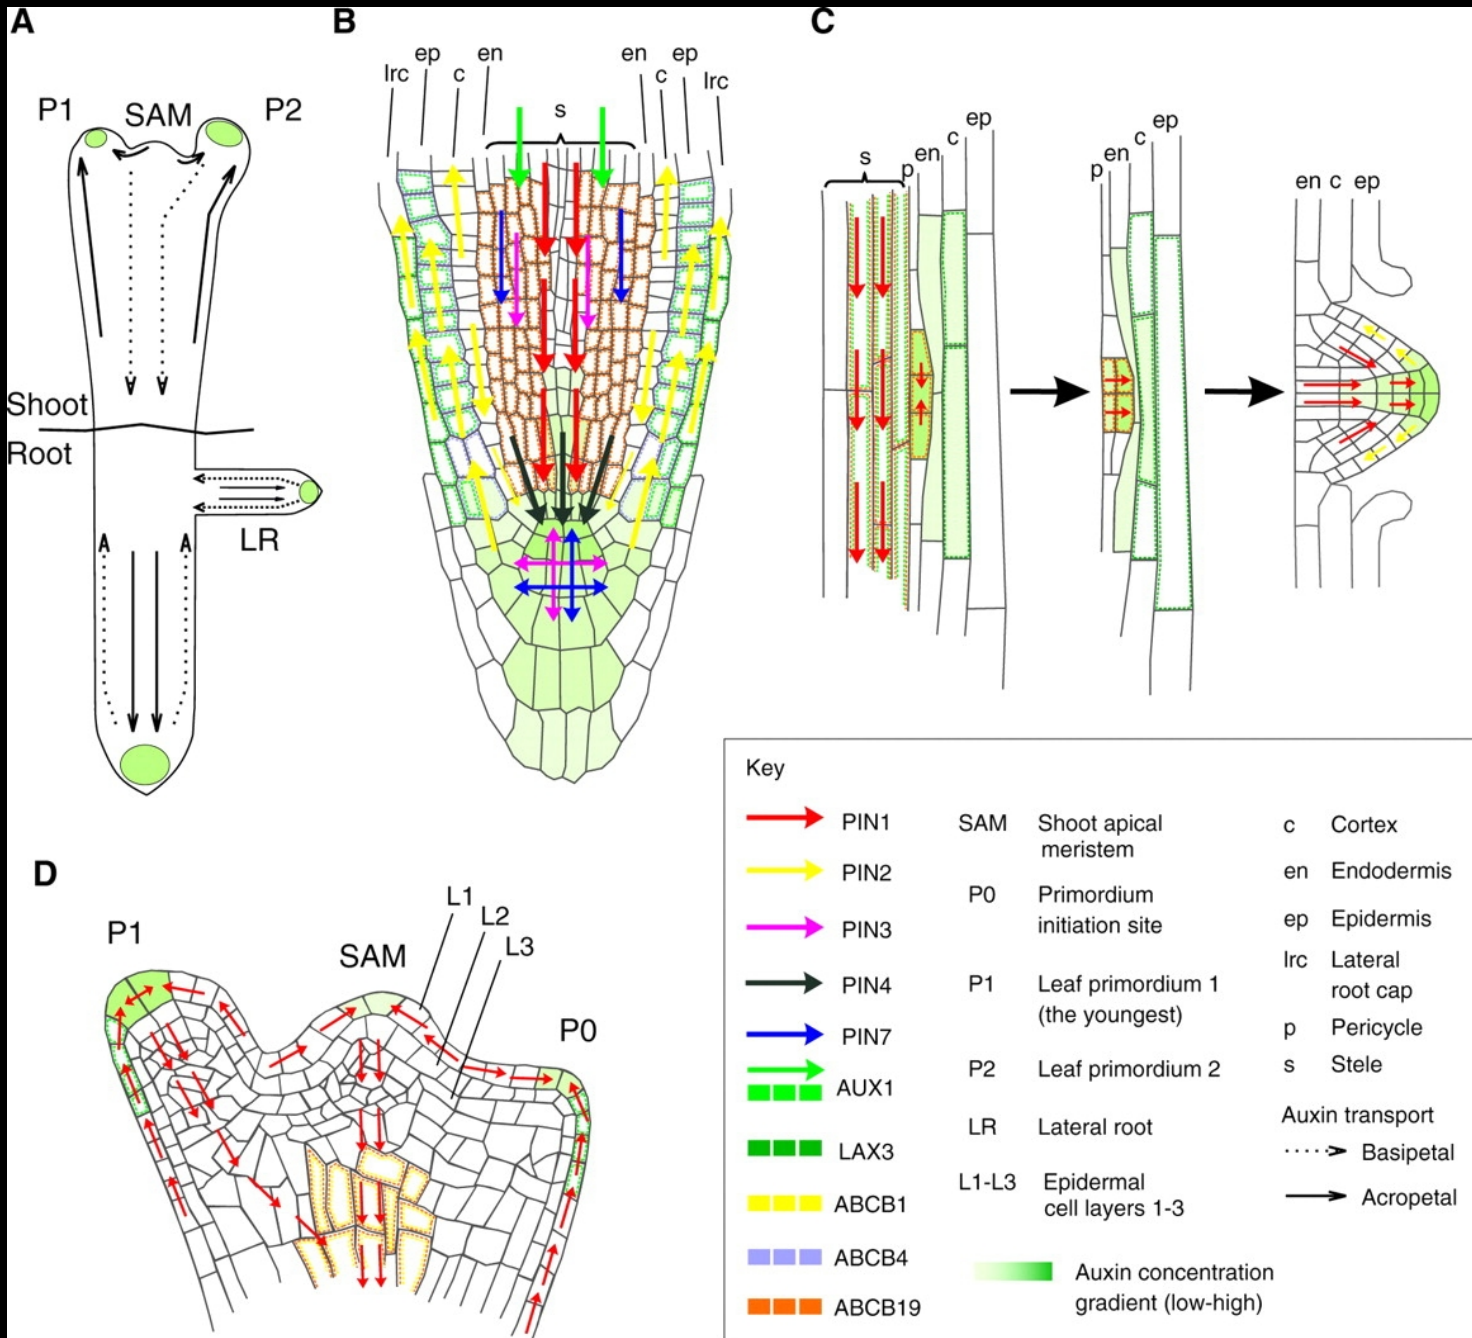 A
P1
SAM
P2
Shoot
Root
LR
B
lrc
ep
c
en
s
en
c
ep
lrc
C
s
p
en
c
ep
p
en
c
ep
en c ep
D
P1
SAM
L1
L2
L3
P0
Key
PIN1
PIN2
PIN3
PIN4
PIN7
AUX1
LAX3
ABCB1
ABCB4
ABCB19
SAM Shoot apical
meristem
P0 Primordium
initiation site
P1 Leaf primordium 1
(the youngest)
P2 Leaf primordium 2
LR Lateral root
L1-L3 Epidermal
cell layers 1-3
Auxin concentration
gradient (low-high)
c Cortex
en Endodermis
ep Epidermis
lrc Lateral
root cap
p Pericycle
s Stele
Auxin transport
Basipetal
Acropetal